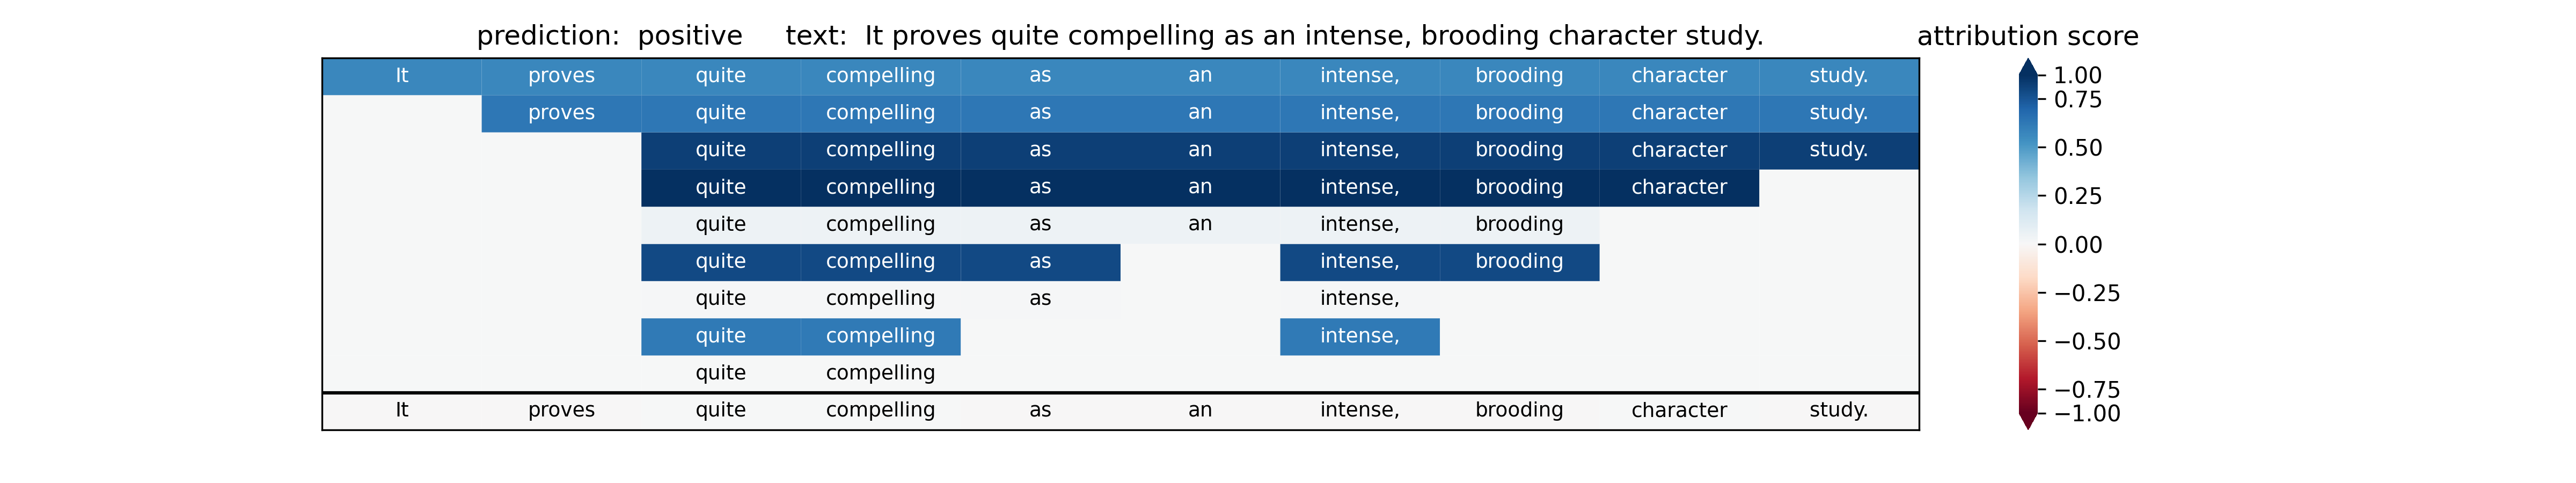 prediction: positive text: It proves quite compelling as an intense, brooding character study.
attribution score
It proves quite compelling as an intense, brooding character study.
proves quite compelling as an intense, brooding character study.
quite compelling as an intense, brooding character study.
quite compelling as an intense, brooding character
quite compelling as an intense, brooding
quite compelling as intense, brooding
quite compelling as intense,
quite compelling intense,
quite compelling
It proves quite compelling as an intense, brooding character study.
1.00
0.75
0.50
0.25
0.00
−0.25
−0.50
−0.75
−1.00